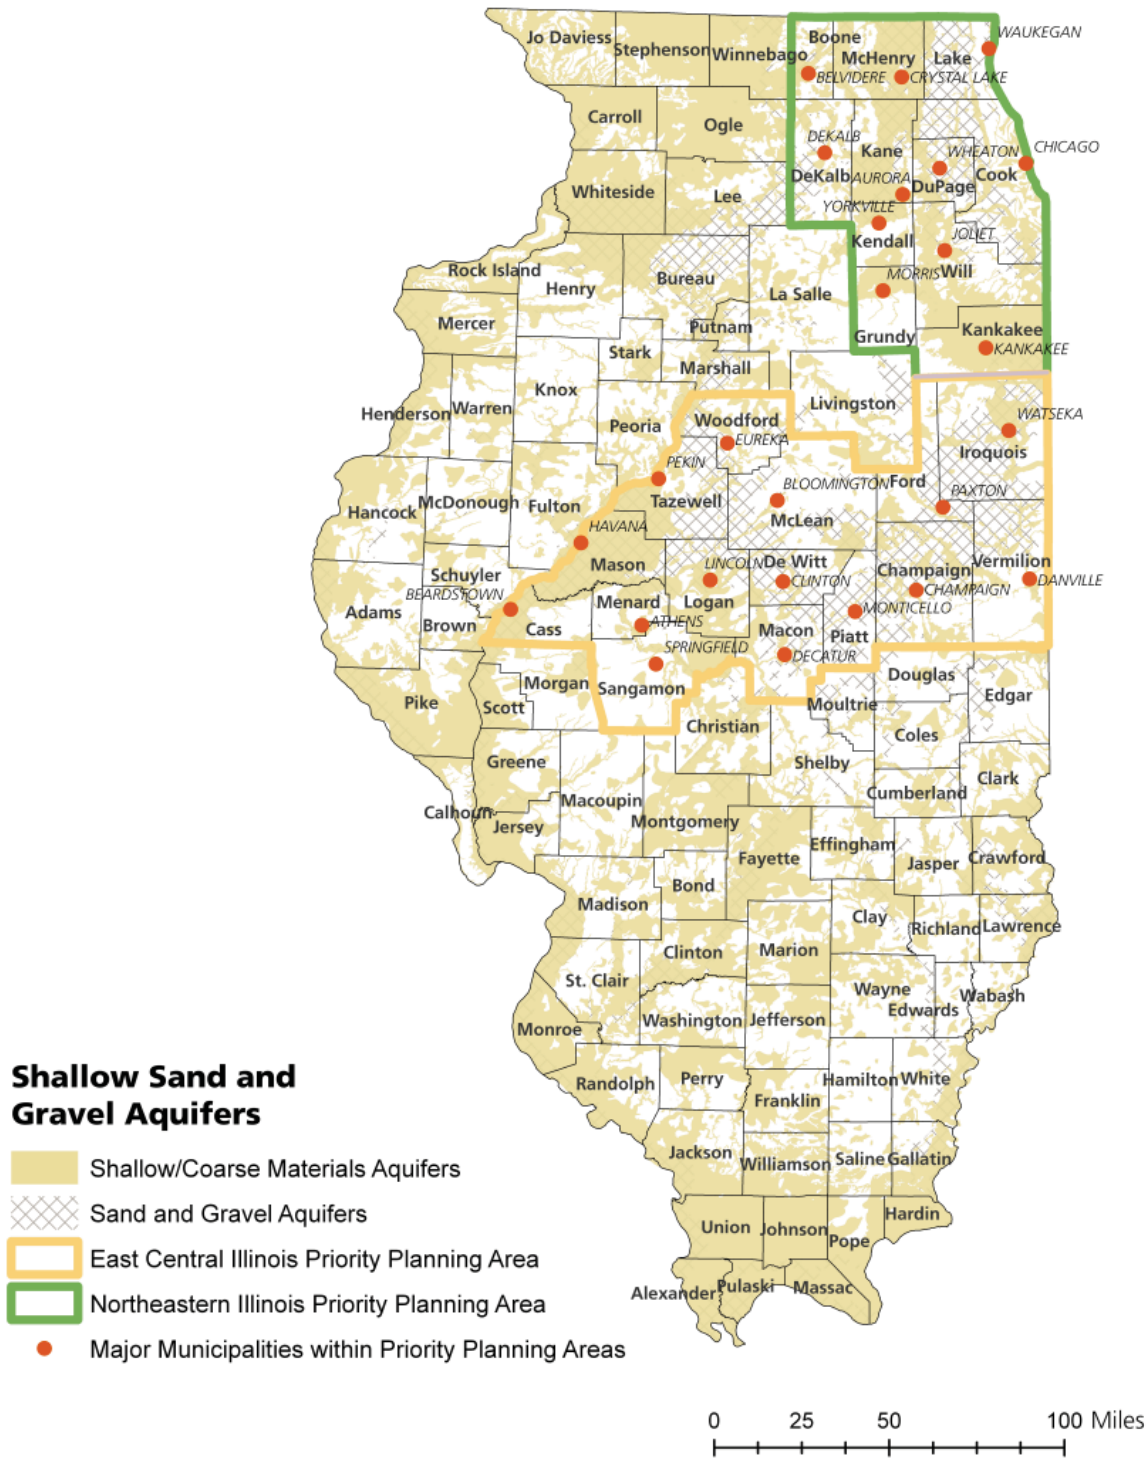 WAUKEGAN
Jo Daviess
Stephenson
Winnebago
Boone
McHenry
Lake
BELVIDERE
CRYSTAL LAKE
Carroll
Ogle
DEKALB
Kane
WHEATON
CHICAGO
Whiteside
Lee
DeKalb
AURORA
DuPage
Cook
YORKVILLE
Kendall
JOLIET
Rock Island
Henry
Bureau
La Salle
MORRIS
Will
Mercer
Putnam
Grundy
Kankakee
KANKAKEE
Stark
Marshall
Knox
Henderson
Warren
Peoria
Woodford
Livingston
WATSEKA
EUREKA
Iroquois
PEKIN
BLOOMINGTON
Ford
PAXTON
Hancock
McDonough
Fulton
Tazewell
McLean
HAVANA
Mason
LINCOLN
De Witt
Champaign
Vermilion
Schuyler
CLINTON
CHAMPAIGN
DANVILLE
BEARDSTOWN
Menard
Logan
MONTICELLO
Adams
Brown
Cass
ATHENS
Macon
Piatt
SPRINGFIELD
DECATUR
Morgan
Sangamon
Douglas
Edgar
Pike
Scott
Christian
Moultrie
Coles
Greene
Shelby
Clark
Calhoun
Jersey
Macoupin
Montgomery
Cumberland
Fayette
Effingham
Jasper
Crawford
Bond
Madison
Clay
Richland
Lawrence
Clinton
Marion
St. Clair
Wayne
Edwards
Wabash
Monroe
Washington
Jefferson
Randolph
Perry
Hamilton
White
Franklin
Jackson
Williamson
Saline
Gallatin
Union
Johnson
Pope
Hardin
Alexander
Pulaski
Massac
Shallow Sand and
Gravel Aquifers
Shallow/Coarse Materials Aquifers
Sand and Gravel Aquifers
East Central Illinois Priority Planning Area
Northeastern Illinois Priority Planning Area
Major Municipalities within Priority Planning Areas
0 25 50 100 Miles